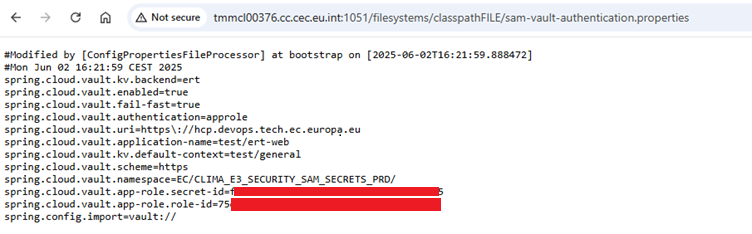 Not secure tmmcl00376.cc.cec.eu.int:1051/filesystems/classpathFILE/sam-vault-authentication.properties
#Modified by [ConfigPropertiesFileProcessor] at bootstrap on [2025-06-02T16:21:59.888472]
#Mon Jun 02 16:21:59 CEST 2025
spring.cloud.vault.kv.backend=ert
spring.cloud.vault.enabled=true
spring.cloud.vault.fail-fast=true
spring.cloud.vault.authentication=approle
spring.cloud.vault.uri=https\://hcp.devops.tech.ec.europa.eu
spring.cloud.vault.application-name=test/ert-web
spring.cloud.vault.kv.default-context=test/general
spring.cloud.vault.scheme=https
spring.cloud.vault.namespace=EC/CLIMA_E3_SECURITY_SAM_SECRETS_PRD/
spring.cloud.vault.app-role.secret-id=
spring.cloud.vault.app-role.role-id=75
spring.config.import=vault://